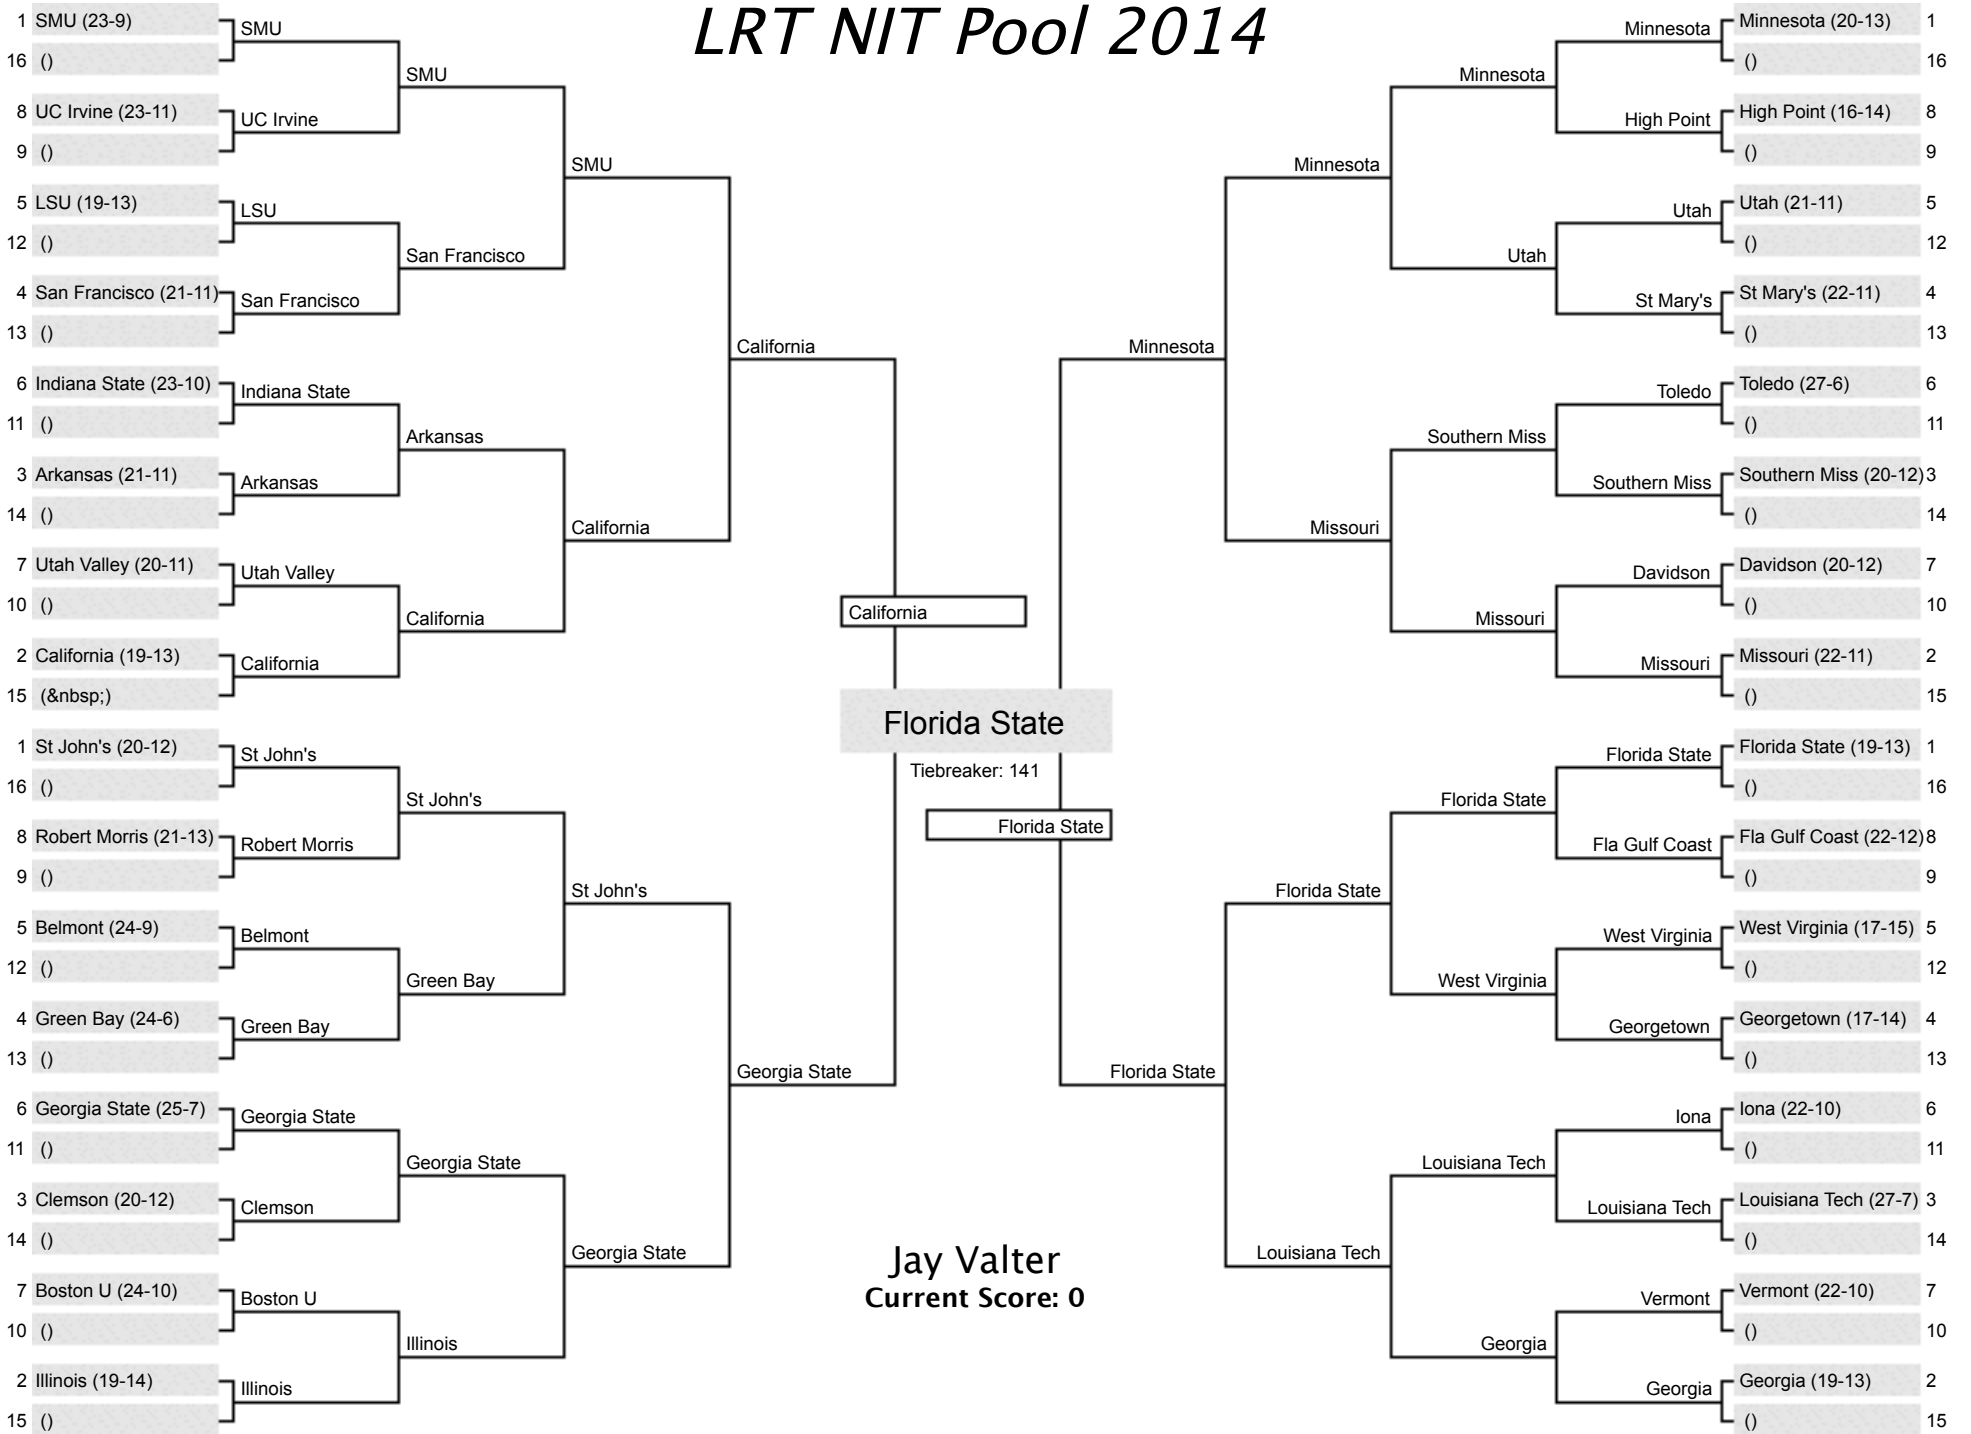 LRT NIT Pool 2014
1 SMU (23-9)
16 ()
8 UC Irvine (23-11)
9 ()
5 LSU (19-13)
12 ()
4 San Francisco (21-11)
13 ()
6 Indiana State (23-10)
11 ()
3 Arkansas (21-11)
14 ()
7 Utah Valley (20-11)
10 ()
2 California (19-13)
15 (&nbsp;)
1 St John's (20-12)
16 ()
8 Robert Morris (21-13)
9 ()
5 Belmont (24-9)
12 ()
4 Green Bay (24-6)
13 ()
6 Georgia State (25-7)
11 ()
3 Clemson (20-12)
14 ()
7 Boston U (24-10)
10 ()
2 Illinois (19-14)
15 ()
SMU
UC Irvine
LSU
San Francisco
Indiana State
Arkansas
Utah Valley
California
St John's
Robert Morris
Belmont
Green Bay
Georgia State
Clemson
Boston U
Illinois
SMU
San Francisco
Arkansas
California
St John's
Green Bay
Georgia State
Illinois
SMU
California
St John's
Georgia State
California
Georgia State
California
Florida State
Tiebreaker: 141
Florida State
Jay Valter
Current Score: 0
Minnesota
Florida State
Minnesota
Missouri
Florida State
Louisiana Tech
Minnesota
Utah
Southern Miss
Missouri
Florida State
West Virginia
Louisiana Tech
Georgia
Minnesota
High Point
Utah
St Mary's
Toledo
Southern Miss
Davidson
Missouri
Florida State
Fla Gulf Coast
West Virginia
Georgetown
Iona
Louisiana Tech
Vermont
Georgia
Minnesota (20-13) 1
() 16
High Point (16-14) 8
() 9
Utah (21-11) 5
() 12
St Mary's (22-11) 4
() 13
Toledo (27-6) 6
() 11
Southern Miss (20-12) 3
() 14
Davidson (20-12) 7
() 10
Missouri (22-11) 2
() 15
Florida State (19-13) 1
() 16
Fla Gulf Coast (22-12) 8
() 9
West Virginia (17-15) 5
() 12
Georgetown (17-14) 4
() 13
Iona (22-10) 6
() 11
Louisiana Tech (27-7) 3
() 14
Vermont (22-10) 7
() 10
Georgia (19-13) 2
() 15